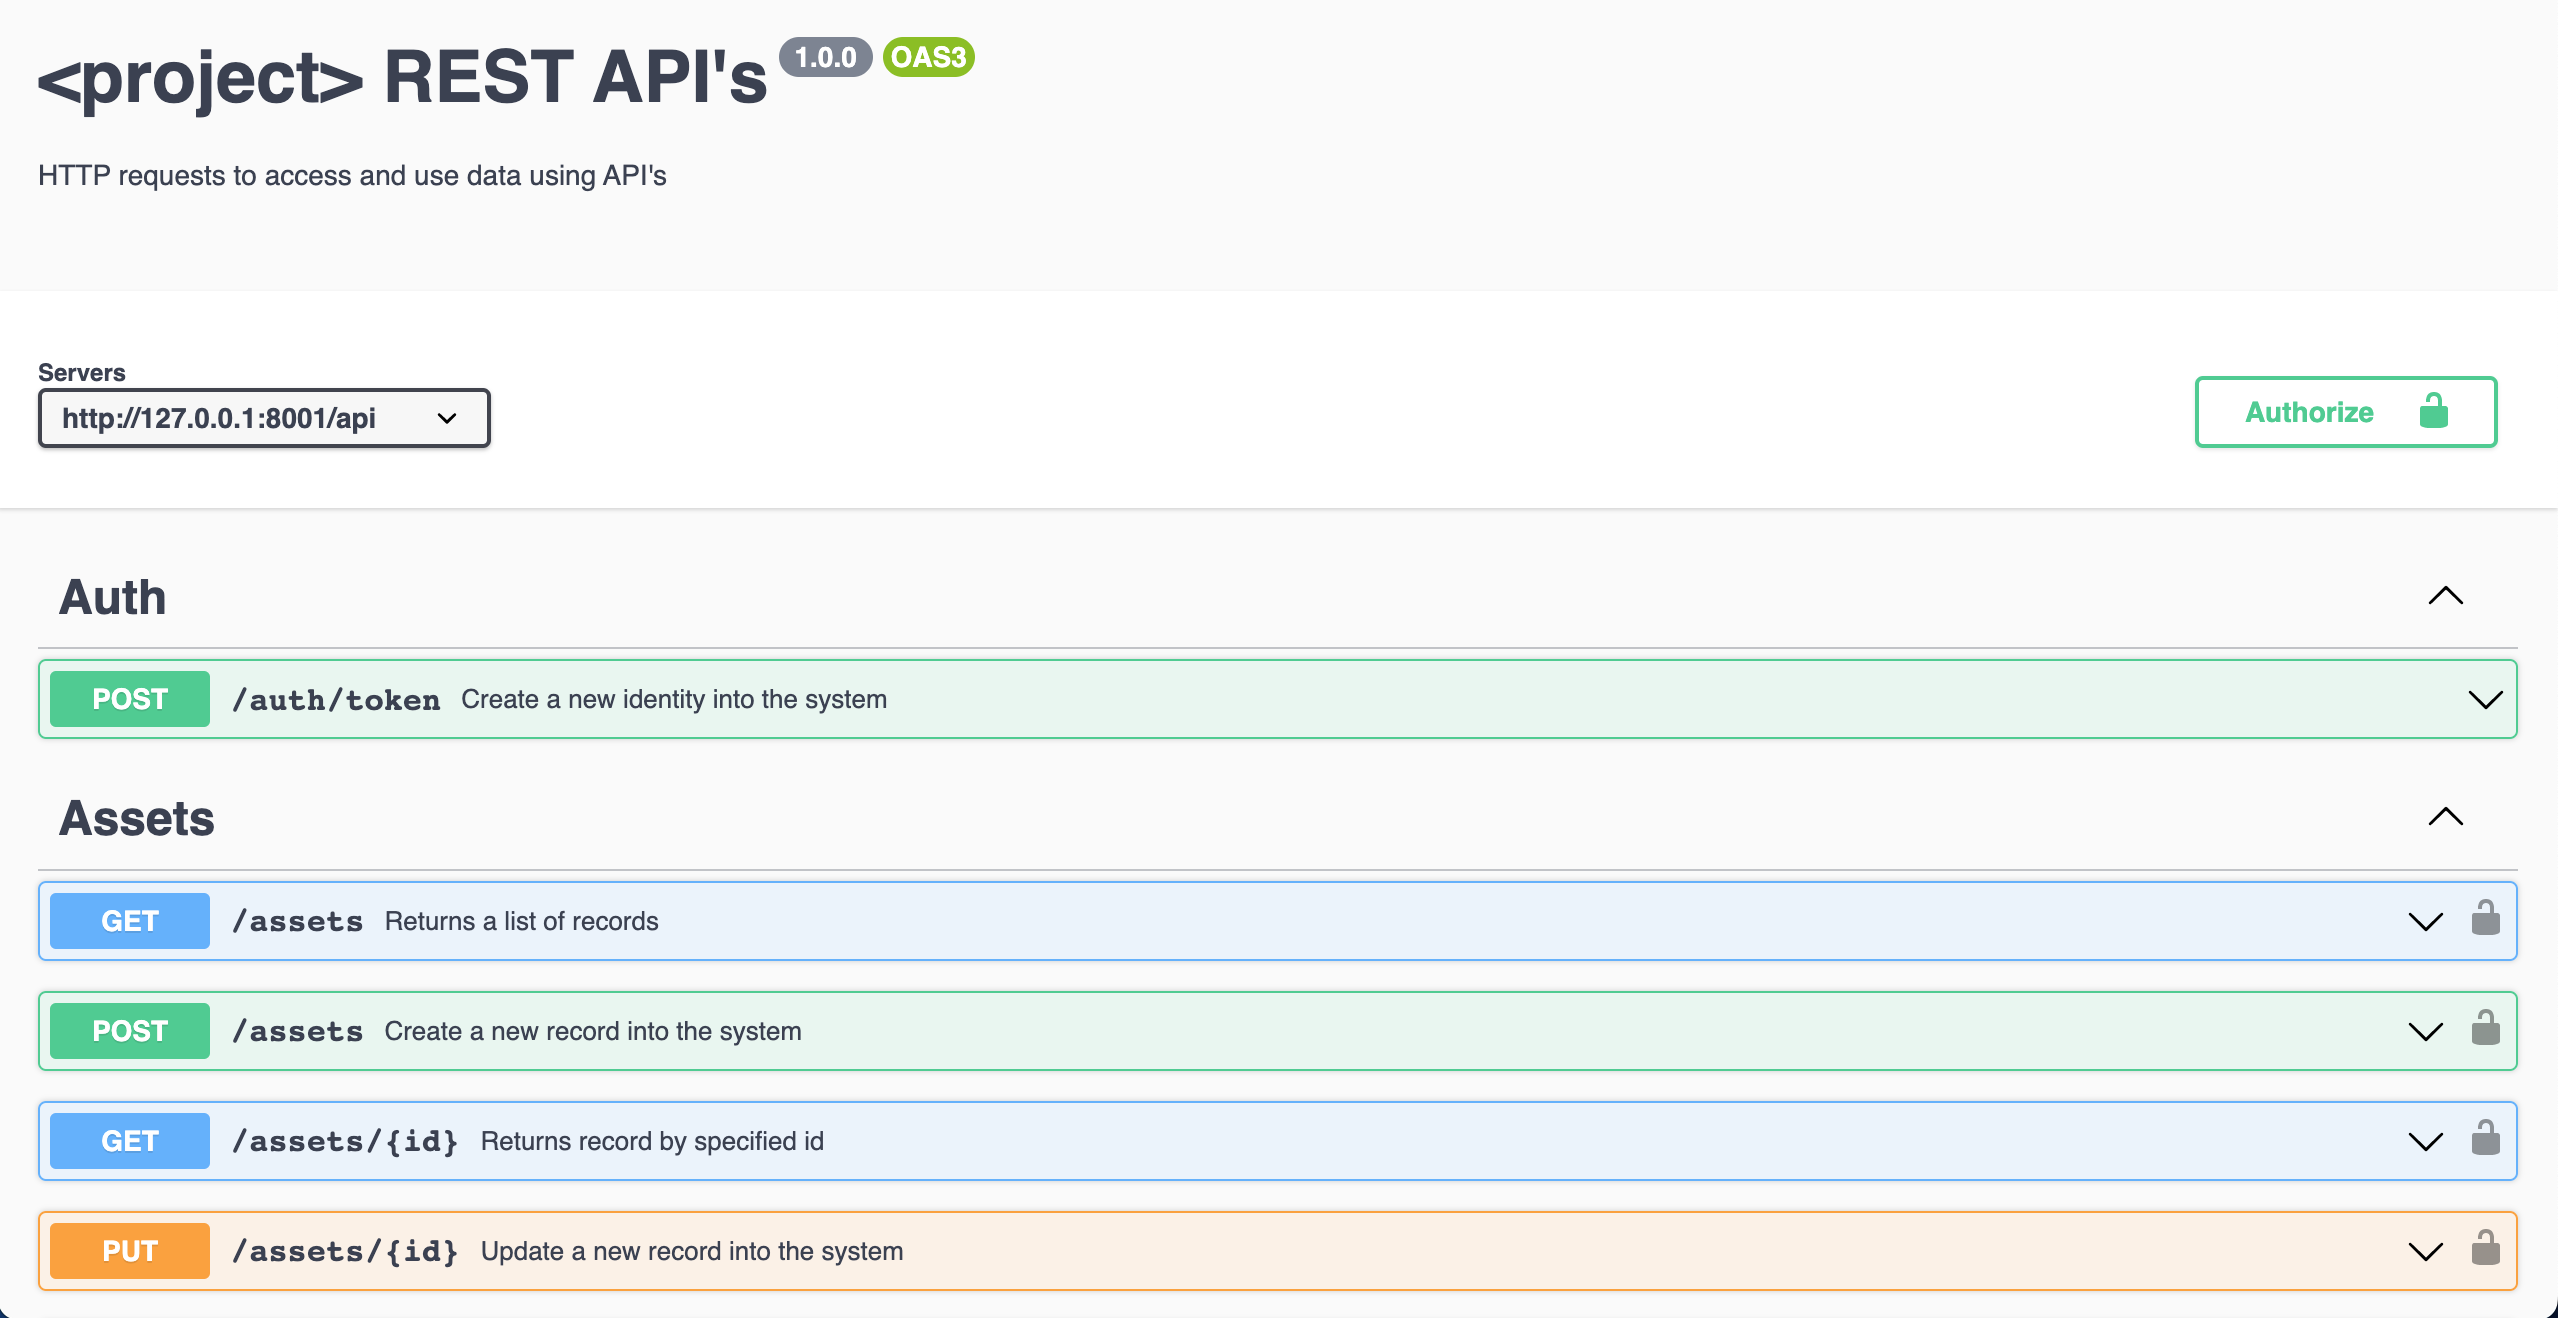 <project> REST API's 1.0.0 OAS3
HTTP requests to access and use data using API's
Servers
http://127.0.0.1:8001/api
Authorize
Auth
POST /auth/token Create a new identity into the system
Assets
GET /assets Returns a list of records
POST /assets Create a new record into the system
GET /assets/{id} Returns record by specified id
PUT /assets/{id} Update a new record into the system